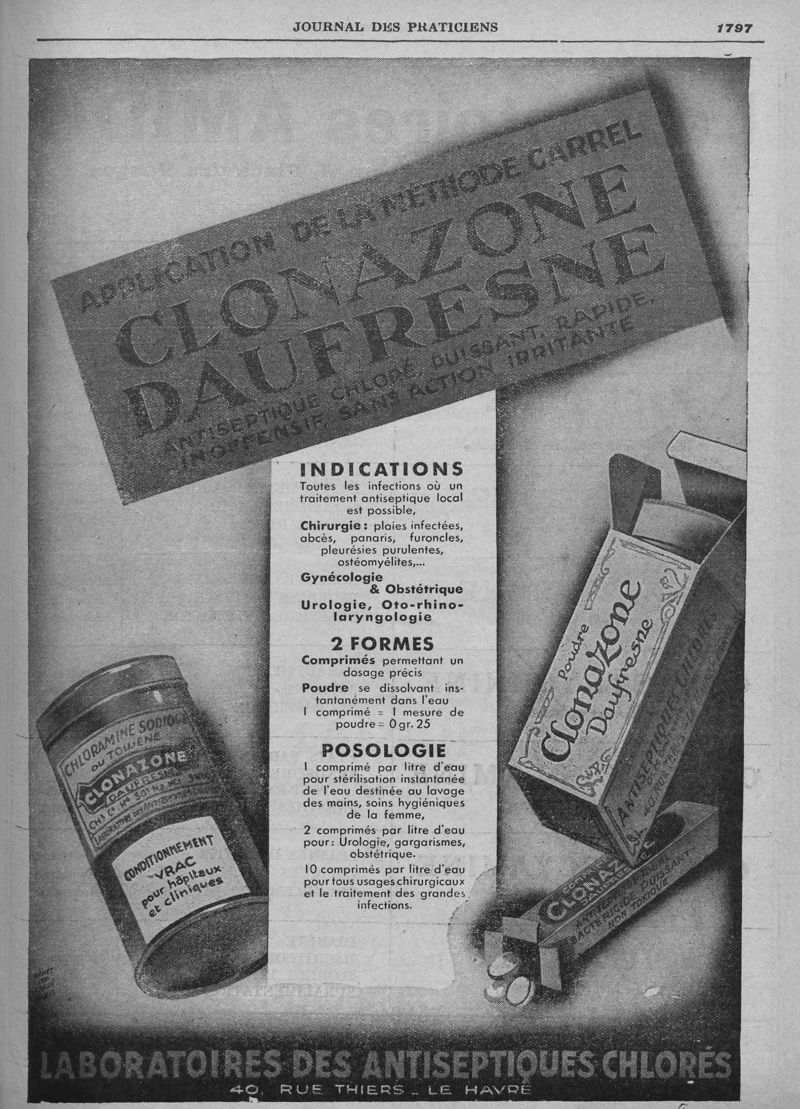 JOURNAL DES PRATICIENS
1797
APPLICATION DE LA MÉTHODE CARREL
CLONAZONE
DAUFRESNE
ANTISEPTIQUE CHLORÉ, PUISSANT, RAPIDE,
INOFFENSIF, SANS ACTION IRRITANTE
INDICATIONS
Toutes les infections où un
traitement antiseptique local
est possible,
Chirurgie : plaies infectées,
abcès, panaris, furoncles,
pleurésies purulentes,
ostéomyélites,...
Gynécologie
& Obstétrique
Urologie, Oto-rhino-
laryngologie
2 FORMES
Comprimés permettant un
dosage précis
Poudre se dissolvant ins-
tantanément dans l'eau
1 comprimé = 1 mesure de
poudre = 0 gr. 25
POSOLOGIE
1 comprimé par litre d'eau
pour stérilisation instantanée
de l'eau destinée au lavage
des mains, soins hygiéniques
de la femme,
2 comprimés par litre d'eau
pour : Urologie, gargarismes,
obstétrique.
10 comprimés par litre d'eau
pour tous usages chirurgicaux
et le traitement des grandes
infections.
CHLORAMINE SODIQUE
DU TOLUÈNE
CLONAZONE
DAUFRESNE
CONDITIONNEMENT
VRAC
pour hôpitaux
et cliniques
Poudre
Clonazone
Daufresne
ANTISEPTIQUE
40 RUE THIERS
CLONAZONE
BACTÉRICIDE PUISSANT
NON TOXIQUE
LABORATOIRES DES ANTISEPTIQUES CHLORÉS
40, RUE THIERS _ LE HAVRE